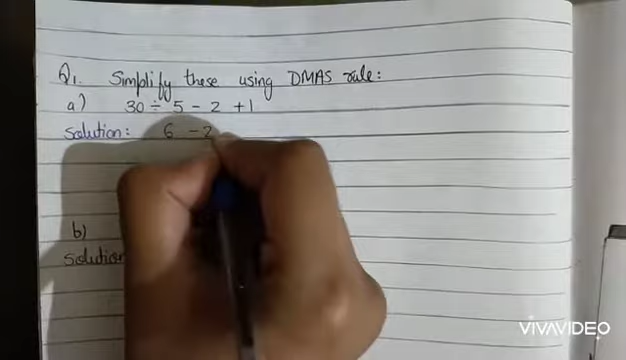 Q1. Simplify these using DMAS rule:
a) 30 ÷ 5 - 2 + 1
Solution: 6 - 2
b)
Solution
VIVAVIDEO